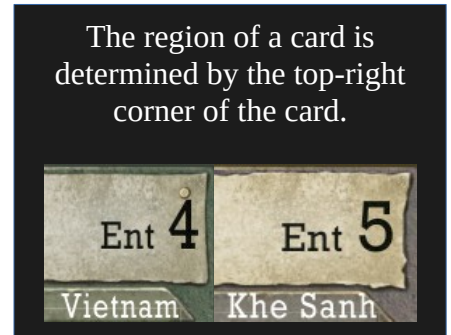 The region of a card is
determined by the top-right
corner of the card.
Ent 4
Vietnam
Ent 5
Khe Sanh